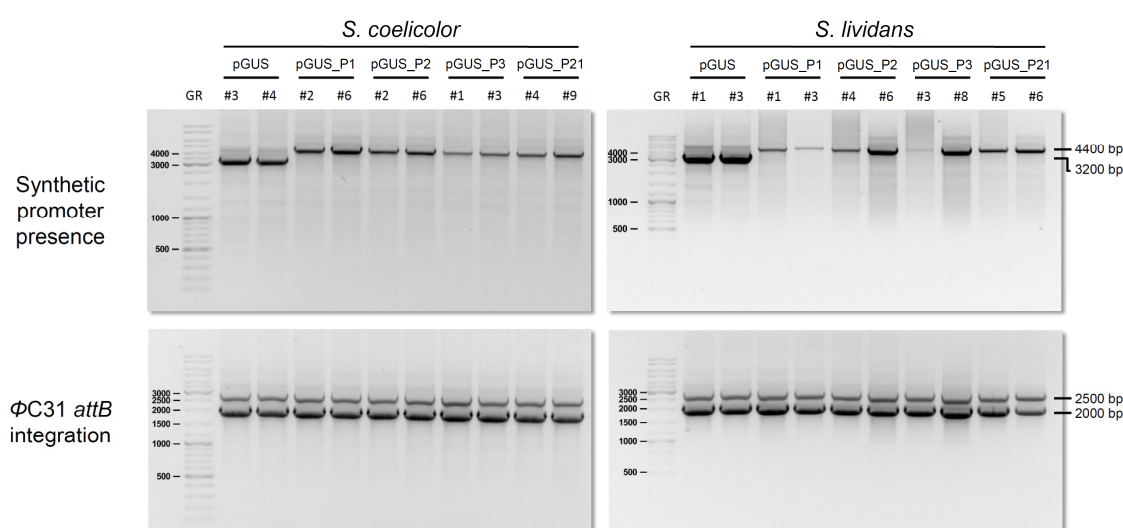 S. coelicolor
S. lividans
pGUS pGUS_P1 pGUS_P2 pGUS_P3 pGUS_P21
pGUS pGUS_P1 pGUS_P2 pGUS_P3 pGUS_P21
GR #3 #4 #2 #6 #2 #6 #1 #3 #4 #9
GR #1 #3 #1 #3 #4 #6 #3 #8 #5 #6
Synthetic
promoter
presence
4000
3000
1000
500
4000
3000
1000
500
4400 bp
3200 bp
ΦC31 attB
integration
3000
2500
2000
1500
1000
500
3000
2500
2000
1500
1000
500
2500 bp
2000 bp